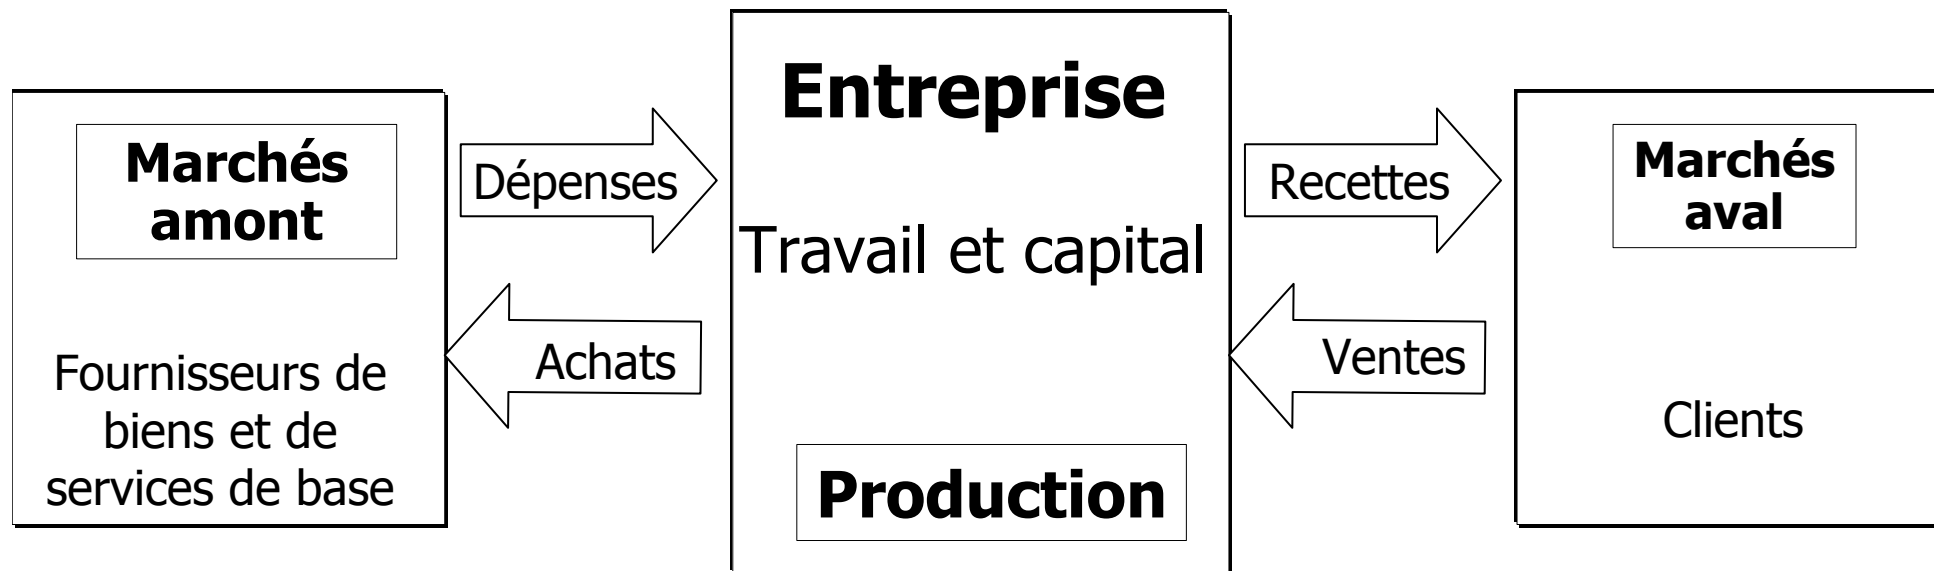 Marchés
amont
Fournisseurs de
biens et de
services de base
Dépenses
Achats
Entreprise
Travail et capital
Production
Recettes
Ventes
Marchés
aval
Clients